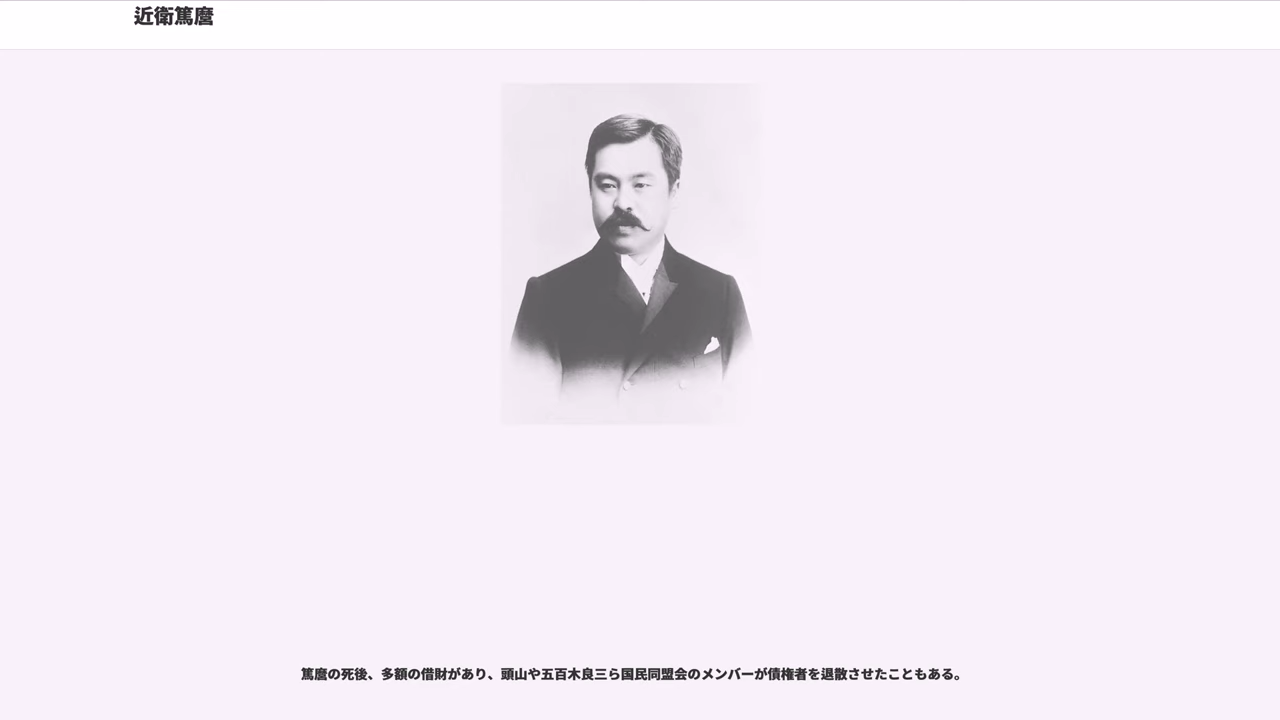 近衛篤麿
篤麿の死後、多額の借財があり、頭山や五百木良三ら国民同盟会のメンバーが債権者を退散させたこともある。